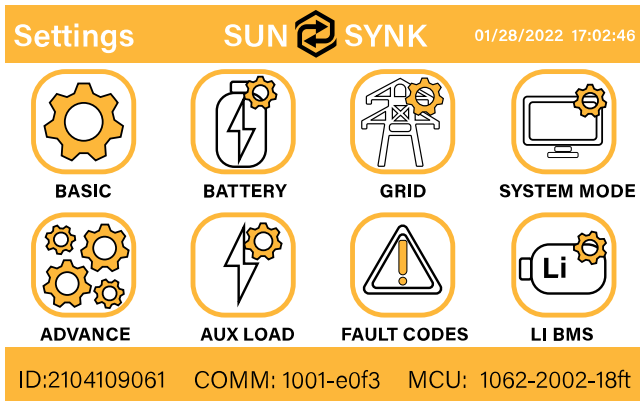 Settings SUN SYNK 01/28/2022 17:02:46
BASIC BATTERY GRID SYSTEM MODE
Li
ADVANCE AUX LOAD FAULT CODES LI BMS
ID:2104109061 COMM: 1001-e0f3 MCU: 1062-2002-18ft